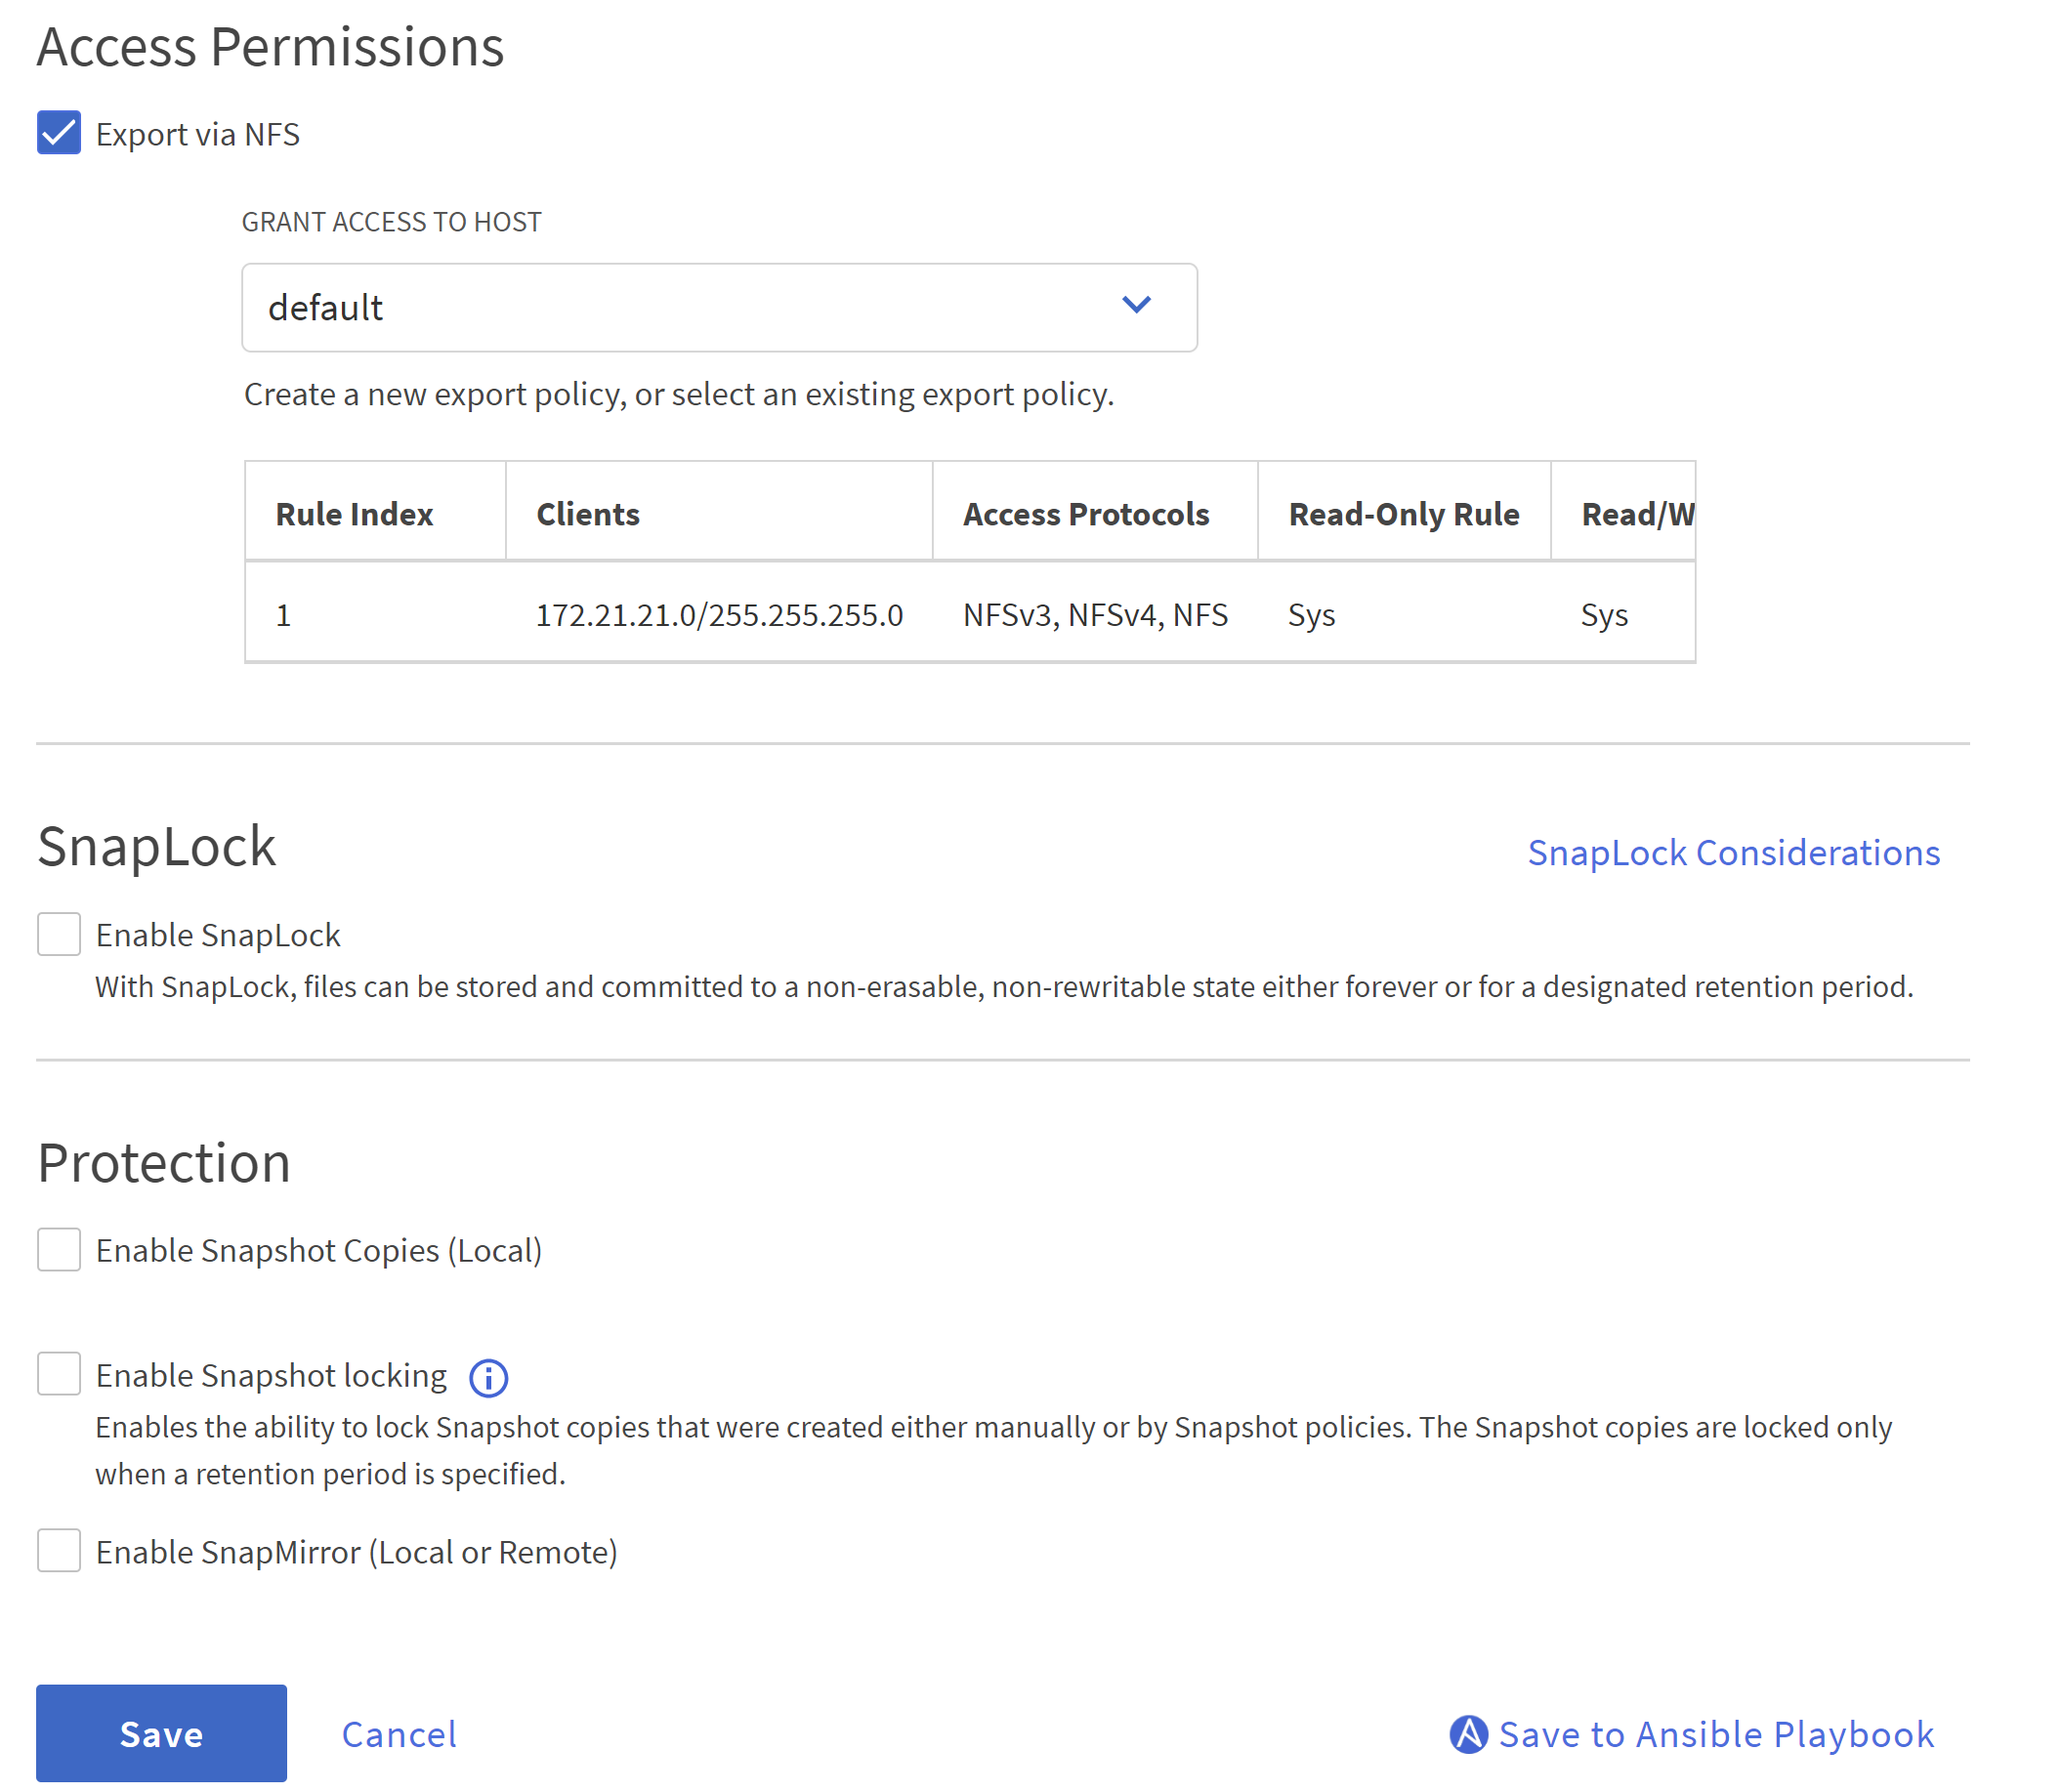 Access Permissions
Export via NFS
GRANT ACCESS TO HOST
default
Create a new export policy, or select an existing export policy.
Rule Index Clients Access Protocols Read-Only Rule Read/W
1 172.21.21.0/255.255.255.0 NFSv3, NFSv4, NFS Sys Sys
SnapLock SnapLock Considerations
Enable SnapLock
With SnapLock, files can be stored and committed to a non-erasable, non-rewritable state either forever or for a designated retention period.
Protection
Enable Snapshot Copies (Local)
Enable Snapshot locking
Enables the ability to lock Snapshot copies that were created either manually or by Snapshot policies. The Snapshot copies are locked only
when a retention period is specified.
Enable SnapMirror (Local or Remote)
Save Cancel Save to Ansible Playbook